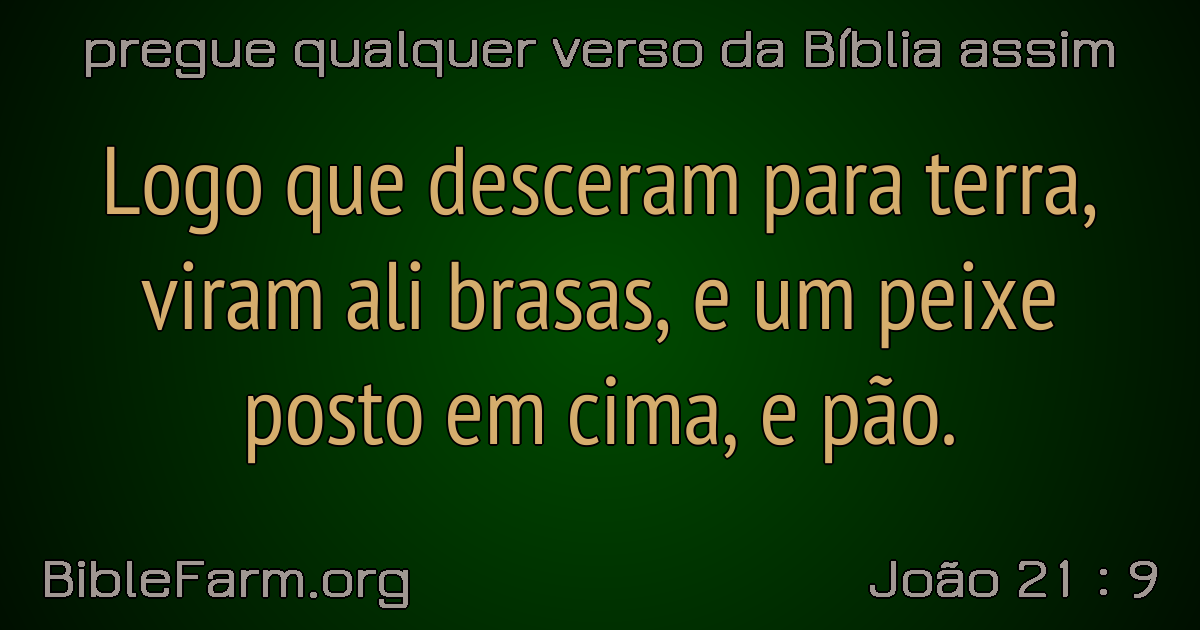 pregue qualquer verso da Bíblia assim
Logo que desceram para terra,
viram ali brasas, e um peixe
posto em cima, e pão.
BibleFarm.org
João 21 : 9